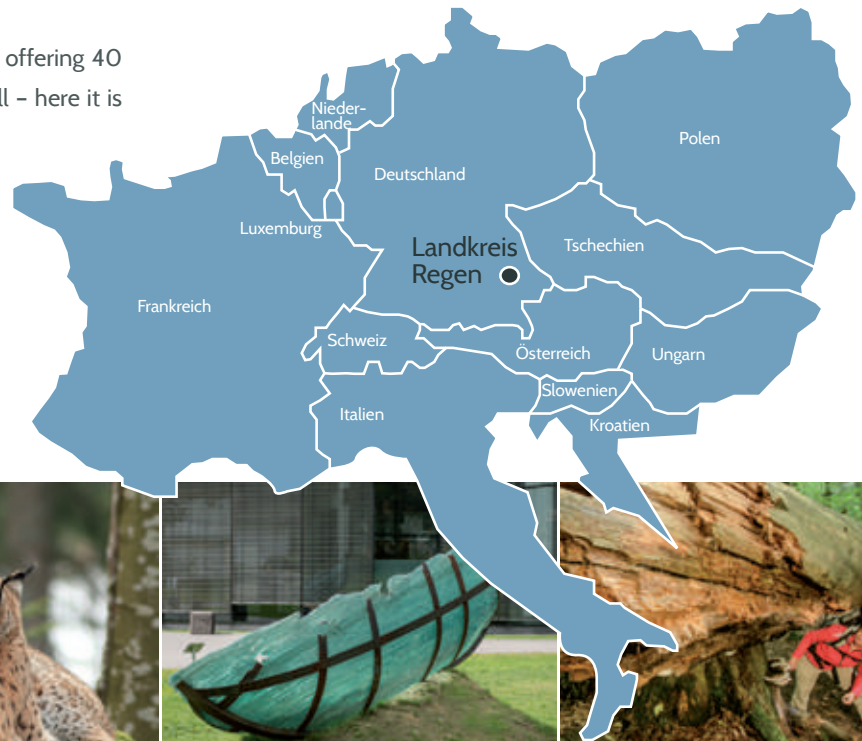 offering 40
ll – here it is
Nieder-
lande
Belgien
Polen
Deutschland
Luxemburg
Landkreis
Regen
Tschechien
Frankreich
Schweiz
Österreich
Ungarn
Slowenien
Italien
Kroatien